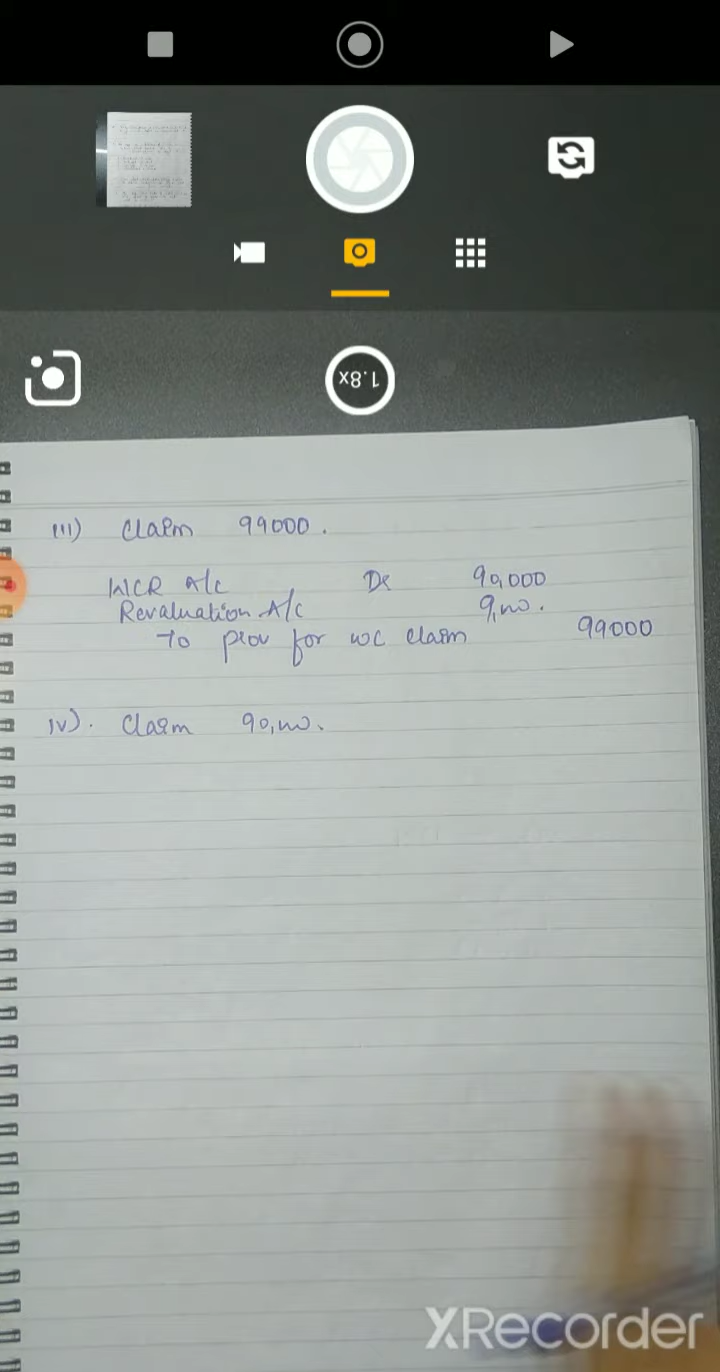 1.8x
(III) Claim 99000.
WCR A/c Dr 90,000
Revaluation A/c 9,000.
To prov for WC Claim 99000
IV). Claim 90,000.
XRecorder